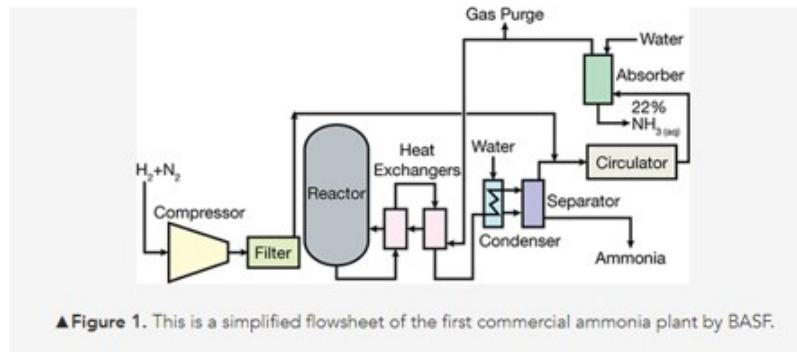 Gas Purge
Water
Absorber
22%
NH3 (aq)
H2+N2
Compressor
Filter
Reactor
Heat
Exchangers
Water
Condenser
Separator
Circulator
Ammonia
▲Figure 1. This is a simplified flowsheet of the first commercial ammonia plant by BASF.